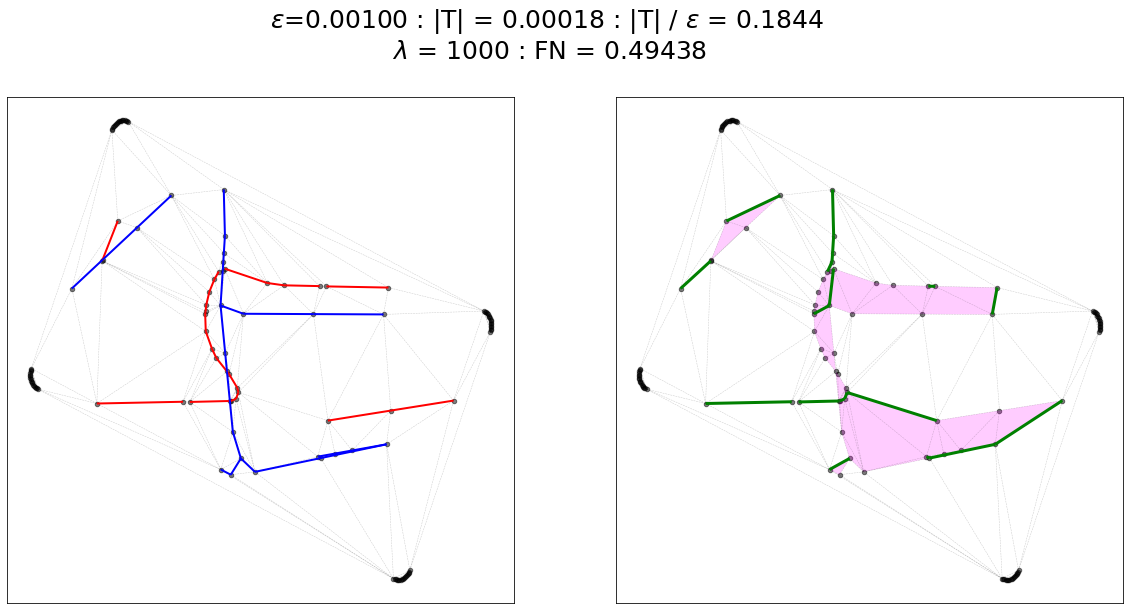 ε=0.00100 : |T| = 0.00018 : |T| / ε = 0.1844
λ = 1000 : FN = 0.49438